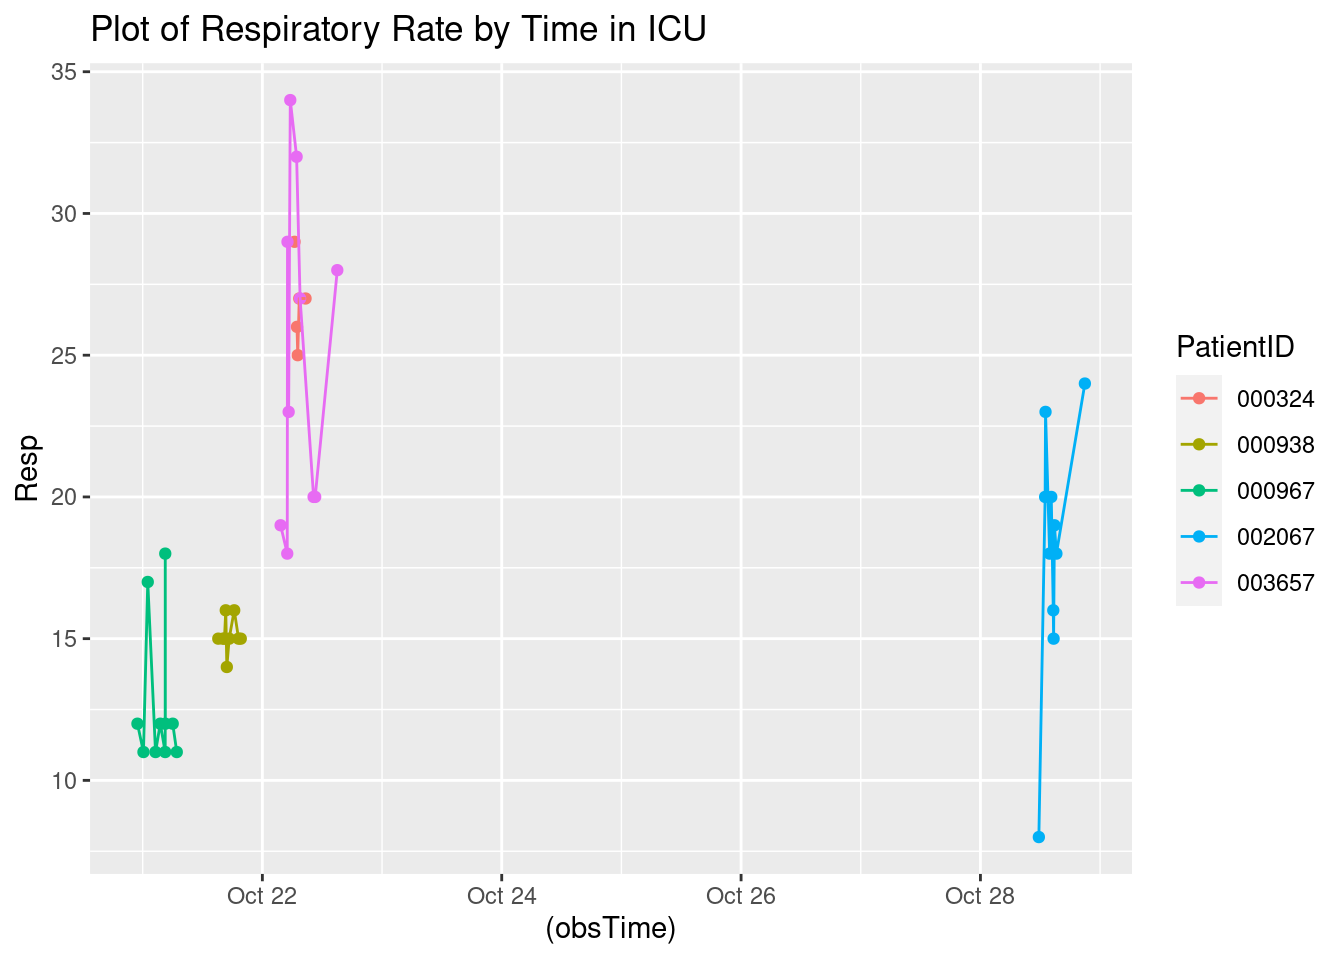 Plot of Respiratory Rate by Time in ICU
35
30
25
20
15
10
Resp
Oct 22
Oct 24
Oct 26
Oct 28
(obsTime)
PatientID
000324
000938
000967
002067
003657